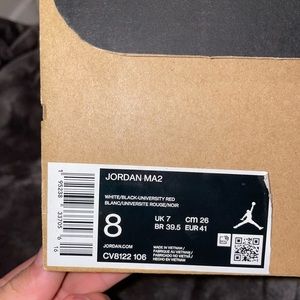 JORDAN MA2
WHITE/BLACK-UNIVERSITY RED
BLANC/UNIVERSITE ROUGE/NOIR
8
UK 7
cm 26
BR 39.5
EUR 41
JORDAN.COM
CV8122 106
MADE IN VIETNAM
FABRIQUE AU VIETNAM
HECHO EN VIETNAM